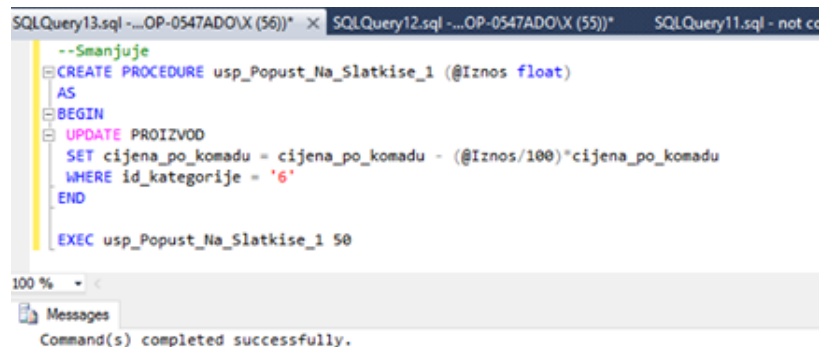 SQLQuery13.sql -...OP-0547ADO\X (56))* × SQLQuery12.sql -...OP-0547ADO\X (55))* SQLQuery11.sql - not co
--Smanjuje
CREATE PROCEDURE usp_Popust_Na_Slatkise_1 (@Iznos float)
AS
BEGIN
UPDATE PROIZVOD
SET cijena_po_komadu = cijena_po_komadu - (@Iznos/100)*cijena_po_komadu
WHERE id_kategorije = '6'
END
EXEC usp_Popust_Na_Slatkise_1 50
100 %
Messages
Command(s) completed successfully.